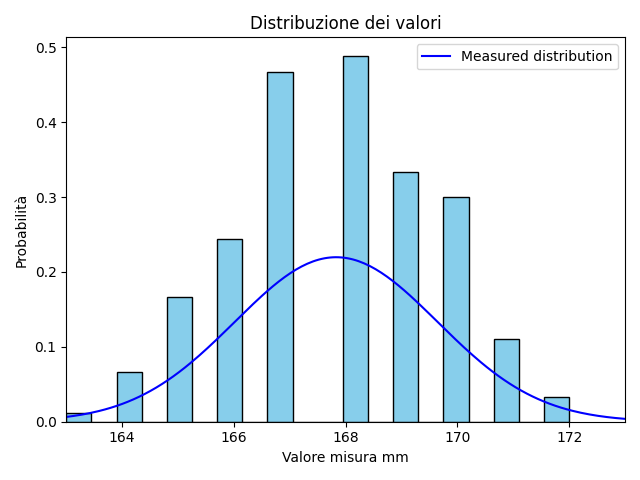 Distribuzione dei valori
Measured distribution
Probabilità
0.5
0.4
0.3
0.2
0.1
0.0
164 166 168 170 172
Valore misura mm